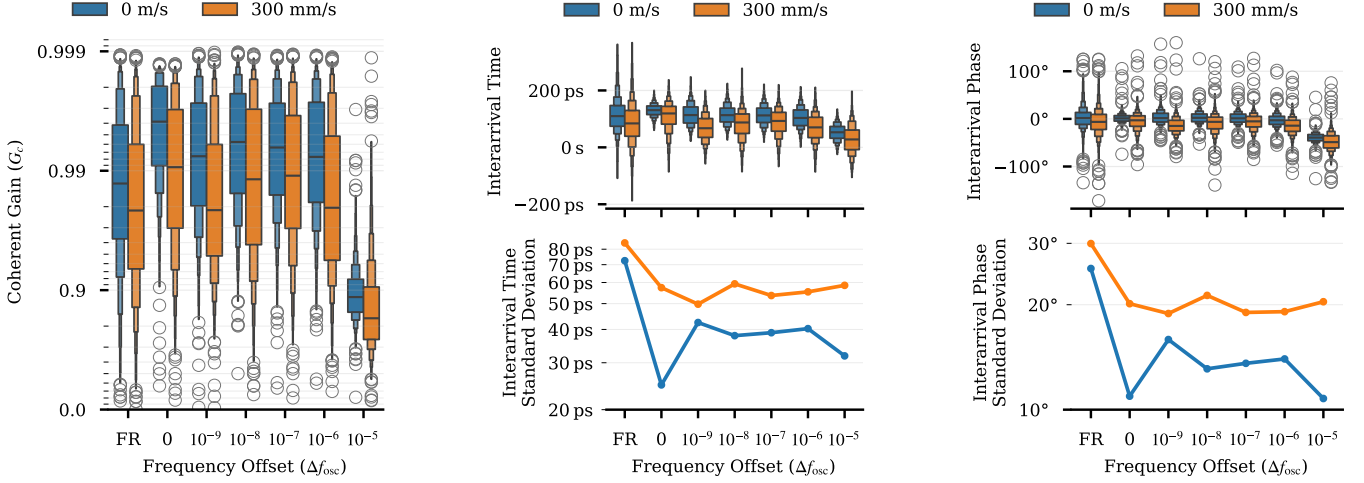 0 m/s 300 mm/s
Coherent Gain (G_c)
0.999
0.99
0.9
0.0
FR 0 10⁻⁹ 10⁻⁸ 10⁻⁷ 10⁻⁶ 10⁻⁵
Frequency Offset (Δf_osc)
0 m/s 300 mm/s
Interarrival Time
200 ps
0 s
−200 ps
Interarrival Time
Standard Deviation
80 ps
70 ps
60 ps
50 ps
40 ps
30 ps
20 ps
FR 0 10⁻⁹ 10⁻⁸ 10⁻⁷ 10⁻⁶ 10⁻⁵
Frequency Offset (Δf_osc)
0 m/s 300 mm/s
Interarrival Phase
100°
0°
−100°
Interarrival Phase
Standard Deviation
30°
20°
10°
FR 0 10⁻⁹ 10⁻⁸ 10⁻⁷ 10⁻⁶ 10⁻⁵
Frequency Offset (Δf_osc)